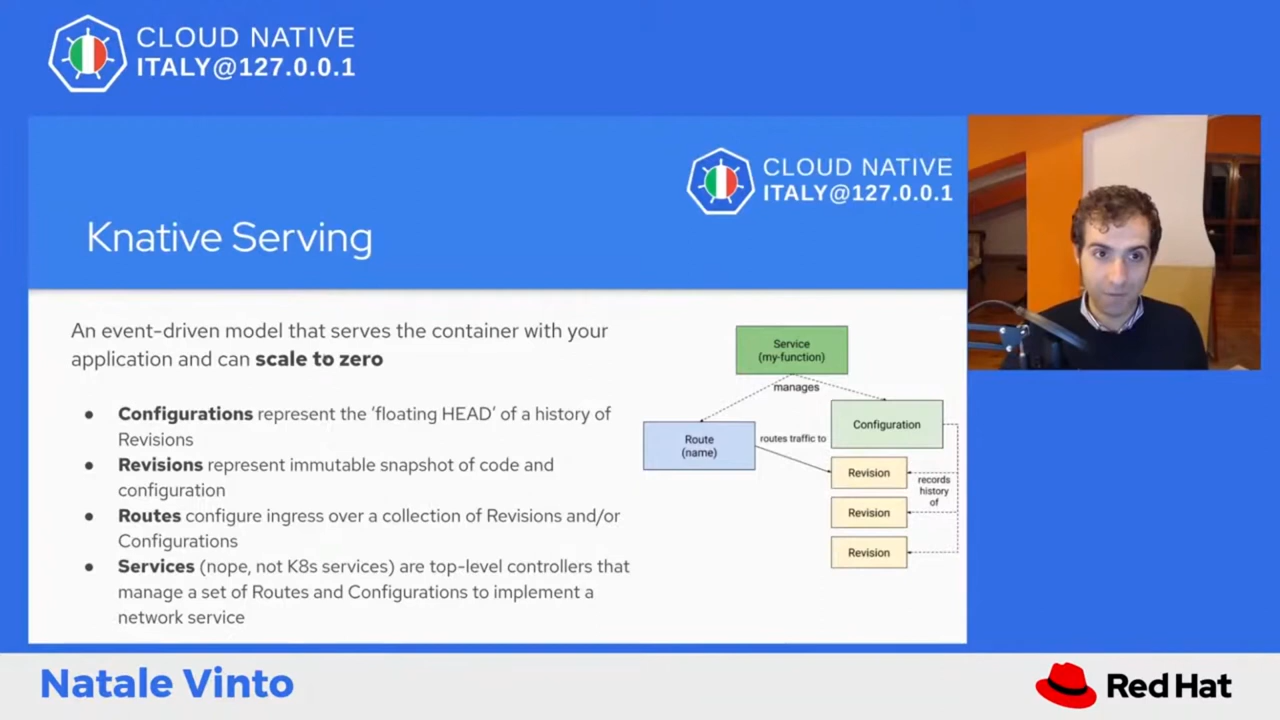 CLOUD NATIVE
ITALY@127.0.0.1
CLOUD NATIVE
ITALY@127.0.0.1
Knative Serving
An event-driven model that serves the container with your
application and can scale to zero
● Configurations represent the ‘floating HEAD’ of a history of
Revisions
● Revisions represent immutable snapshot of code and
configuration
● Routes configure ingress over a collection of Revisions and/or
Configurations
● Services (nope, not K8s services) are top-level controllers that
manage a set of Routes and Configurations to implement a
network service
Service
(my-function)
manages
Route
(name)
routes traffic to
Configuration
Revision
records
history
of
Revision
Revision
Natale Vinto
Red Hat